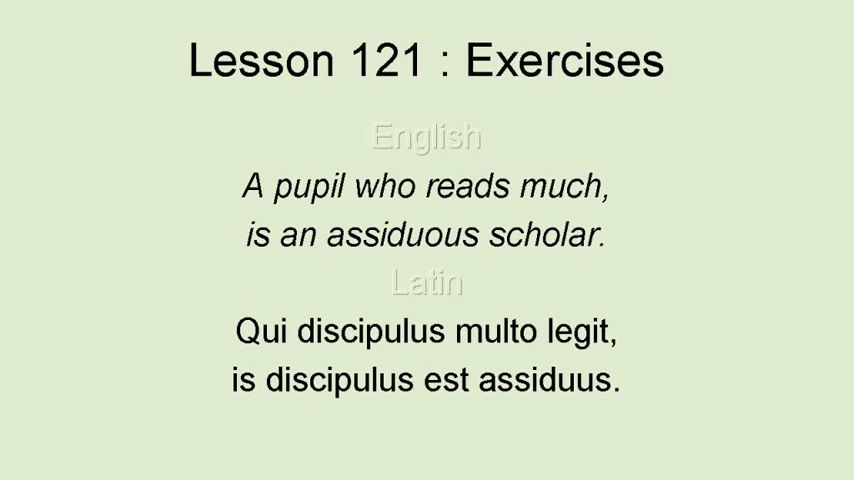 Lesson 121 : Exercises
English
A pupil who reads much,
is an assiduous scholar.
Latin
Qui discipulus multo legit,
is discipulus est assiduus.